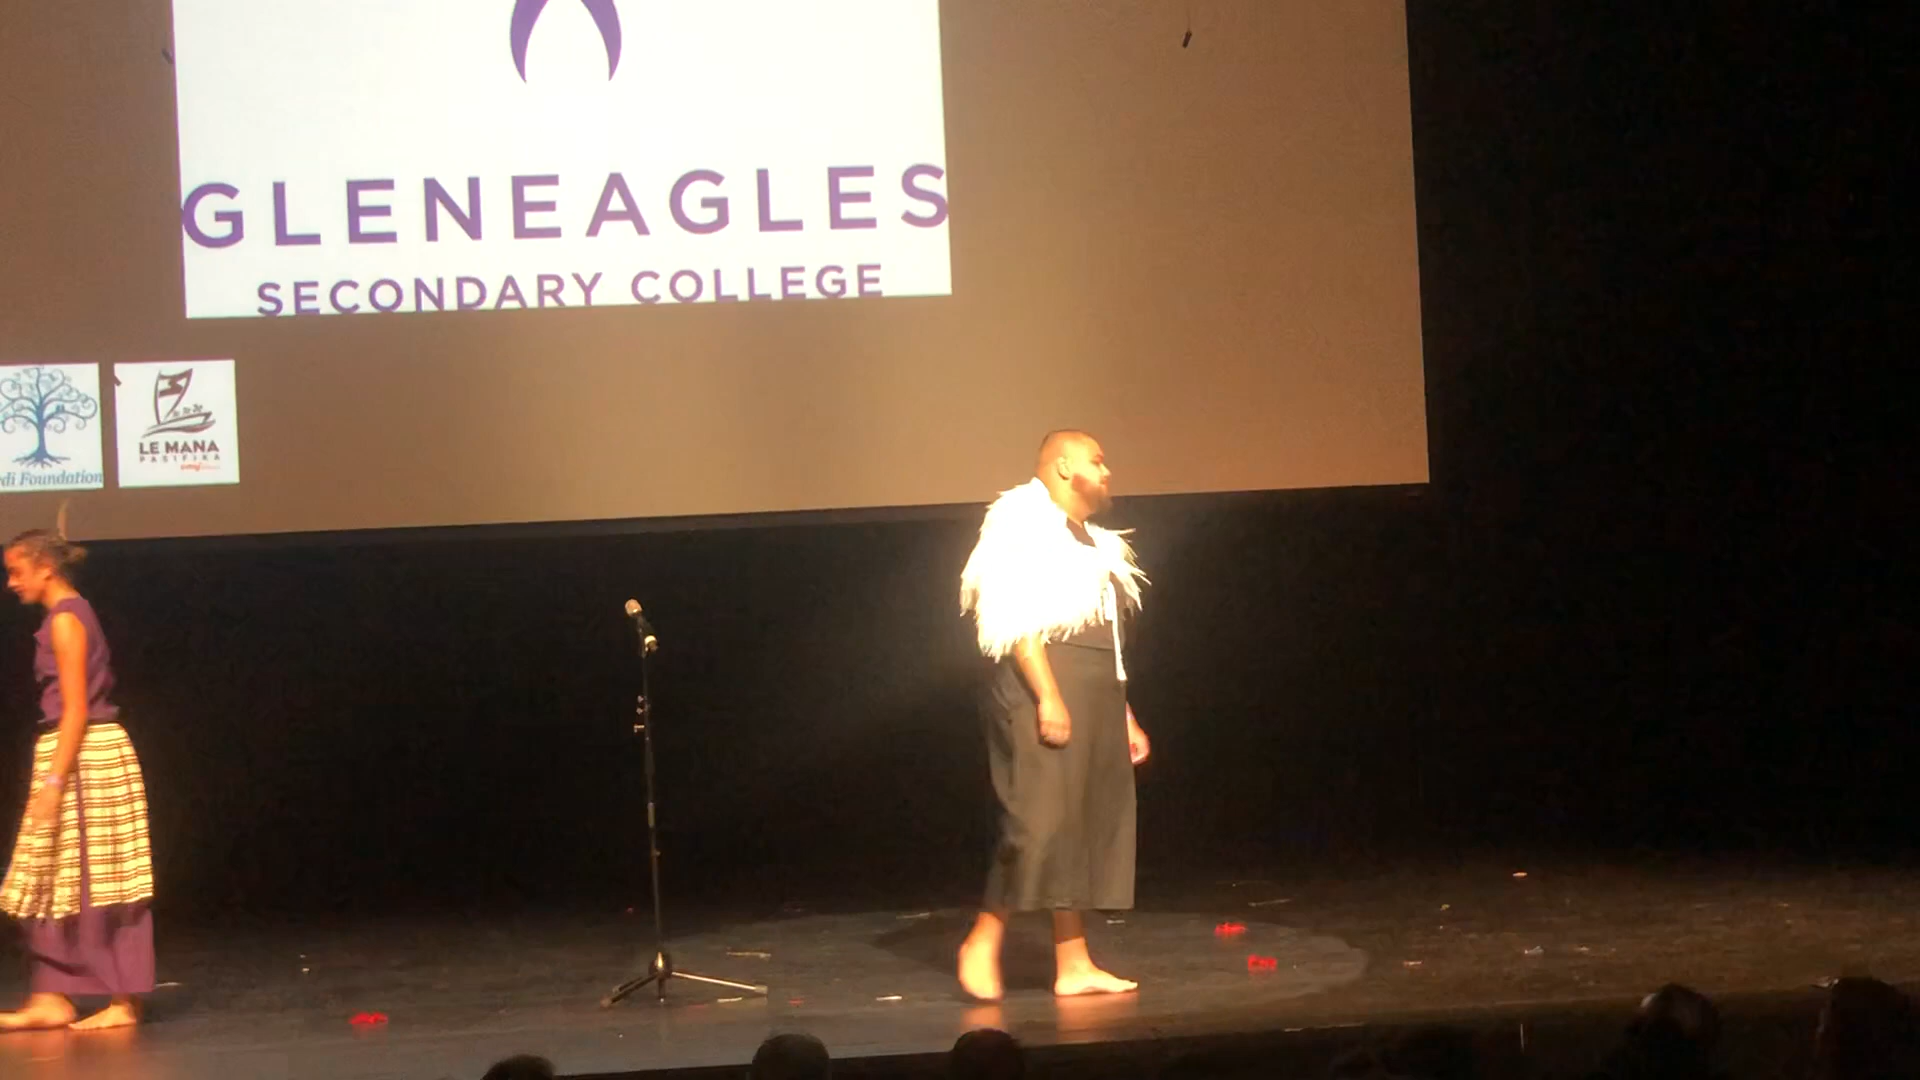 GLENEAGLES
SECONDARY COLLEGE
di Foundation
LE MANA
PASIFIKA